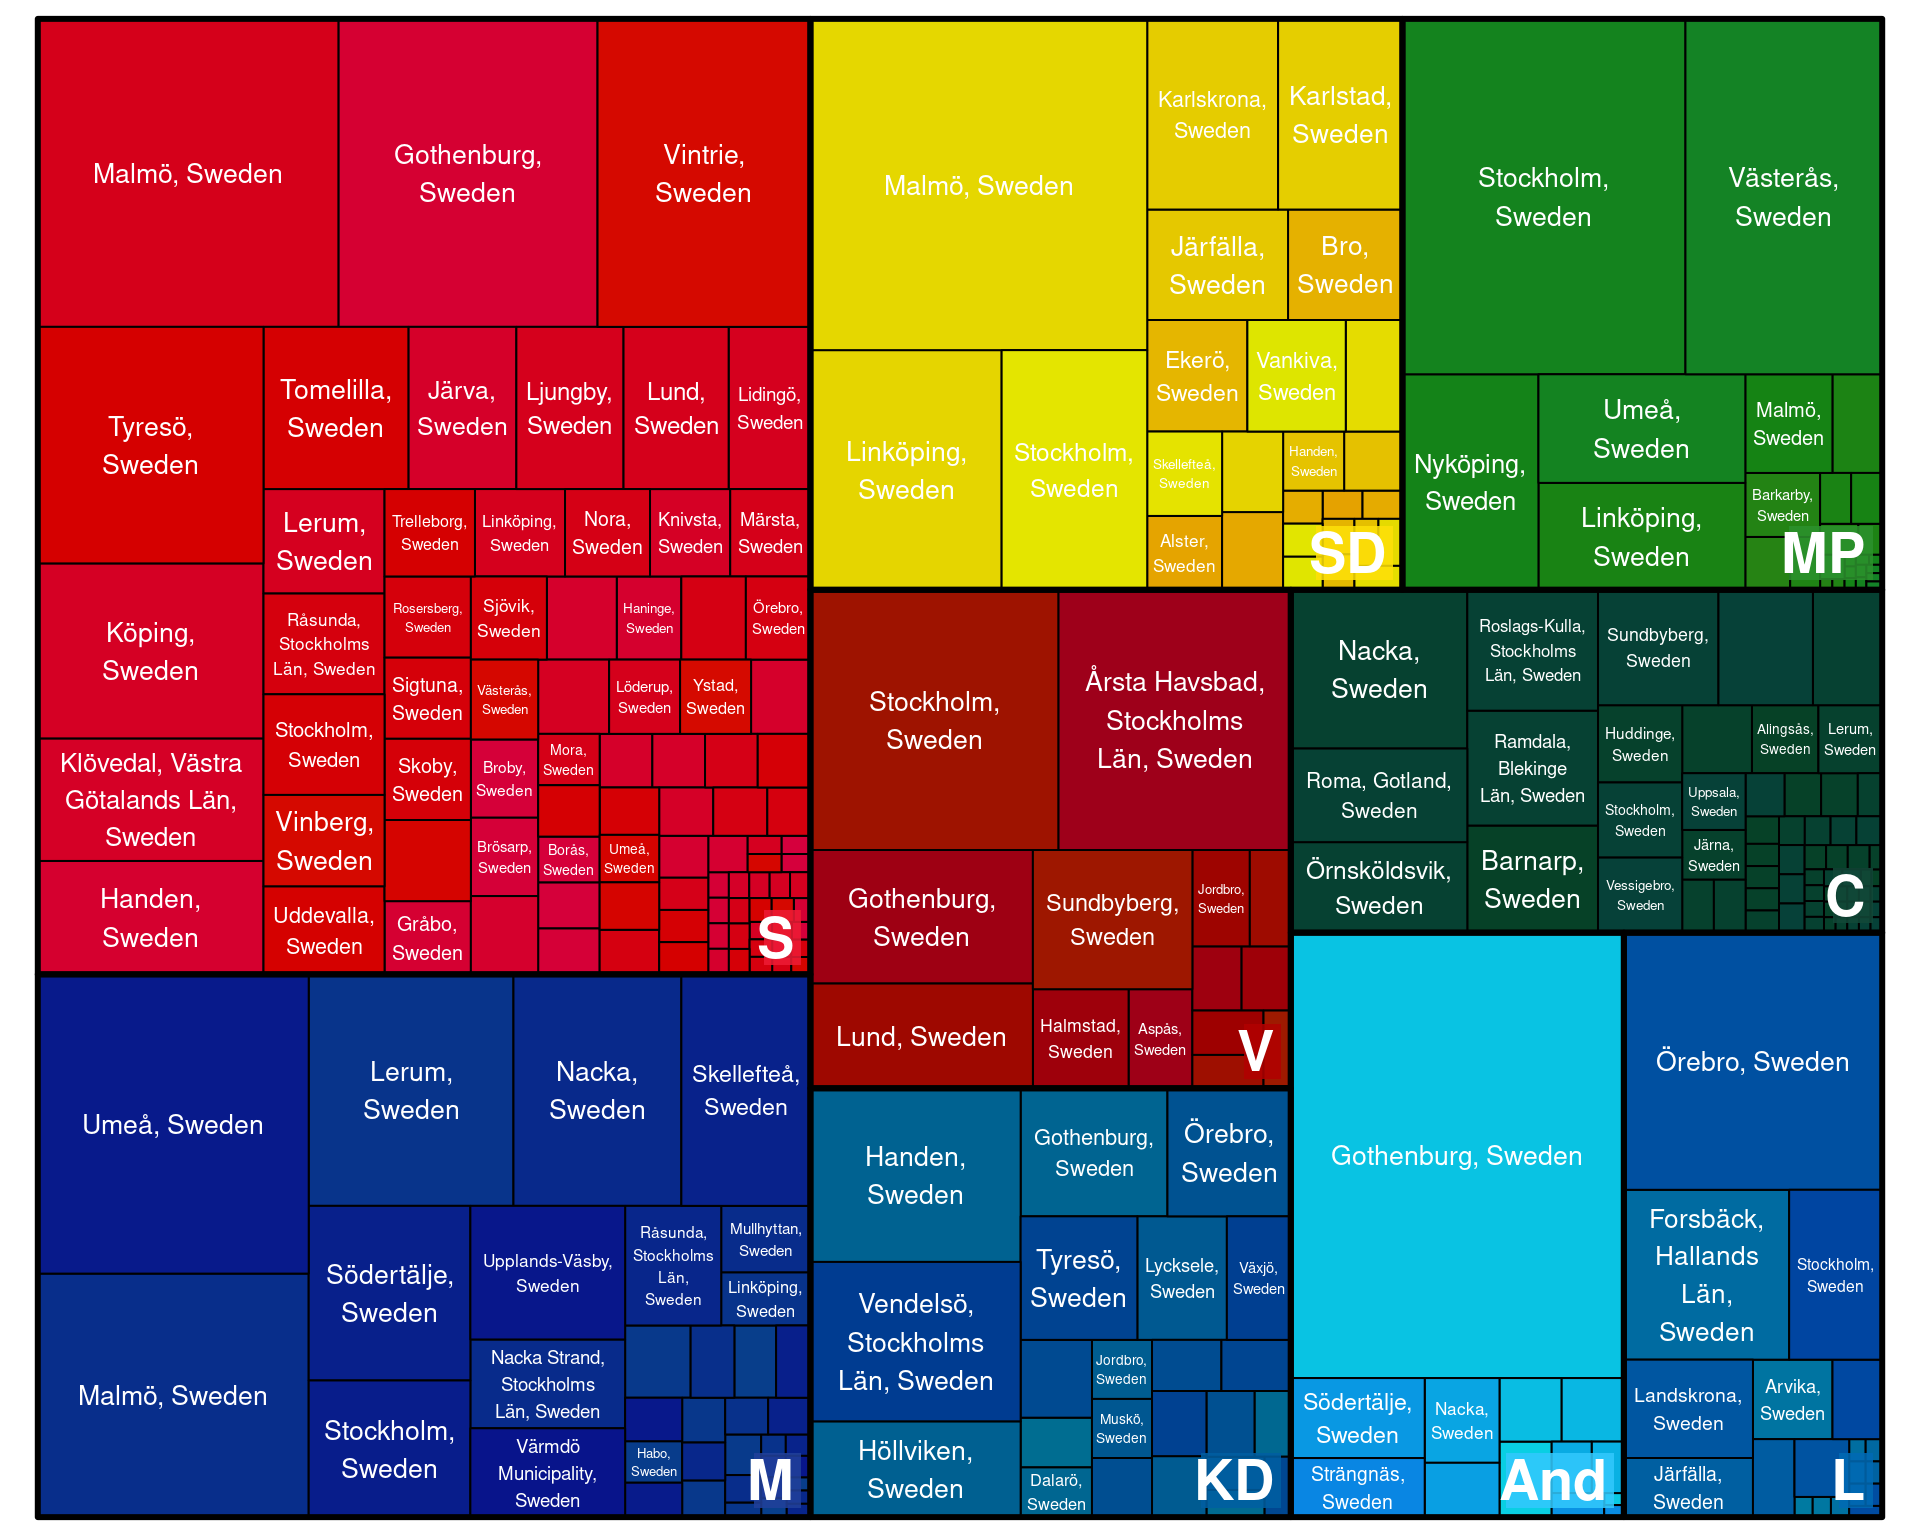 Malmö, Sweden
Gothenburg,
Sweden
Vintrie,
Sweden
Tyresö,
Sweden
Tomelilla,
Sweden
Järva,
Sweden
Ljungby,
Sweden
Lund,
Sweden
Lidingö,
Sweden
Köping,
Sweden
Klövedal, Västra
Götalands Län,
Sweden
Handen,
Sweden
Lerum,
Sweden
Råsunda,
Stockholms
Län, Sweden
Stockholm,
Sweden
Vinberg,
Sweden
Uddevalla,
Sweden
Trelleborg,
Sweden
Linköping,
Sweden
Nora,
Sweden
Knivsta,
Sweden
Märsta,
Sweden
Rosersberg,
Sweden
Sjövik,
Sweden
Haninge,
Sweden
Örebro,
Sweden
Sigtuna,
Sweden
Västerås,
Sweden
Löderup,
Sweden
Ystad,
Sweden
Skoby,
Sweden
Broby,
Sweden
Mora,
Sweden
Brösarp,
Sweden
Borås,
Sweden
Umeå,
Sweden
Gråbo,
Sweden
S
Malmö, Sweden
Karlskrona,
Sweden
Karlstad,
Sweden
Järfälla,
Sweden
Bro,
Sweden
Linköping,
Sweden
Stockholm,
Sweden
Ekerö,
Sweden
Vankiva,
Sweden
Skellefteå,
Sweden
Handen,
Sweden
Alster,
Sweden
SD
Stockholm,
Sweden
Västerås,
Sweden
Nyköping,
Sweden
Umeå,
Sweden
Linköping,
Sweden
Malmö,
Sweden
Barkarby,
Sweden
MP
Stockholm,
Sweden
Årsta Havsbad,
Stockholms
Län, Sweden
Gothenburg,
Sweden
Lund, Sweden
Sundbyberg,
Sweden
Halmstad,
Sweden
Aspås,
Sweden
Jordbro,
Sweden
V
Nacka,
Sweden
Roma, Gotland,
Sweden
Örnsköldsvik,
Sweden
Roslags-Kulla,
Stockholms
Län, Sweden
Ramdala,
Blekinge
Län, Sweden
Barnarp,
Sweden
Sundbyberg,
Sweden
Huddinge,
Sweden
Alingsås,
Sweden
Lerum,
Sweden
Stockholm,
Sweden
Uppsala,
Sweden
Järna,
Sweden
Vessigebro,
Sweden
C
Umeå, Sweden
Malmö, Sweden
Lerum,
Sweden
Nacka,
Sweden
Skellefteå,
Sweden
Södertälje,
Sweden
Stockholm,
Sweden
Upplands-Väsby,
Sweden
Nacka Strand,
Stockholms
Län, Sweden
Värmdö
Municipality,
Sweden
Råsunda,
Stockholms
Län,
Sweden
Mullhyttan,
Sweden
Linköping,
Sweden
Habo,
Sweden
M
Handen,
Sweden
Vendelsö,
Stockholms
Län, Sweden
Höllviken,
Sweden
Gothenburg,
Sweden
Örebro,
Sweden
Tyresö,
Sweden
Lycksele,
Sweden
Växjö,
Sweden
Jordbro,
Sweden
Muskö,
Sweden
Dalarö,
Sweden
KD
Gothenburg, Sweden
Södertälje,
Sweden
Strängnäs,
Sweden
Nacka,
Sweden
And
Örebro, Sweden
Forsbäck,
Hallands
Län,
Sweden
Stockholm,
Sweden
Landskrona,
Sweden
Arvika,
Sweden
Järfälla,
Sweden
L